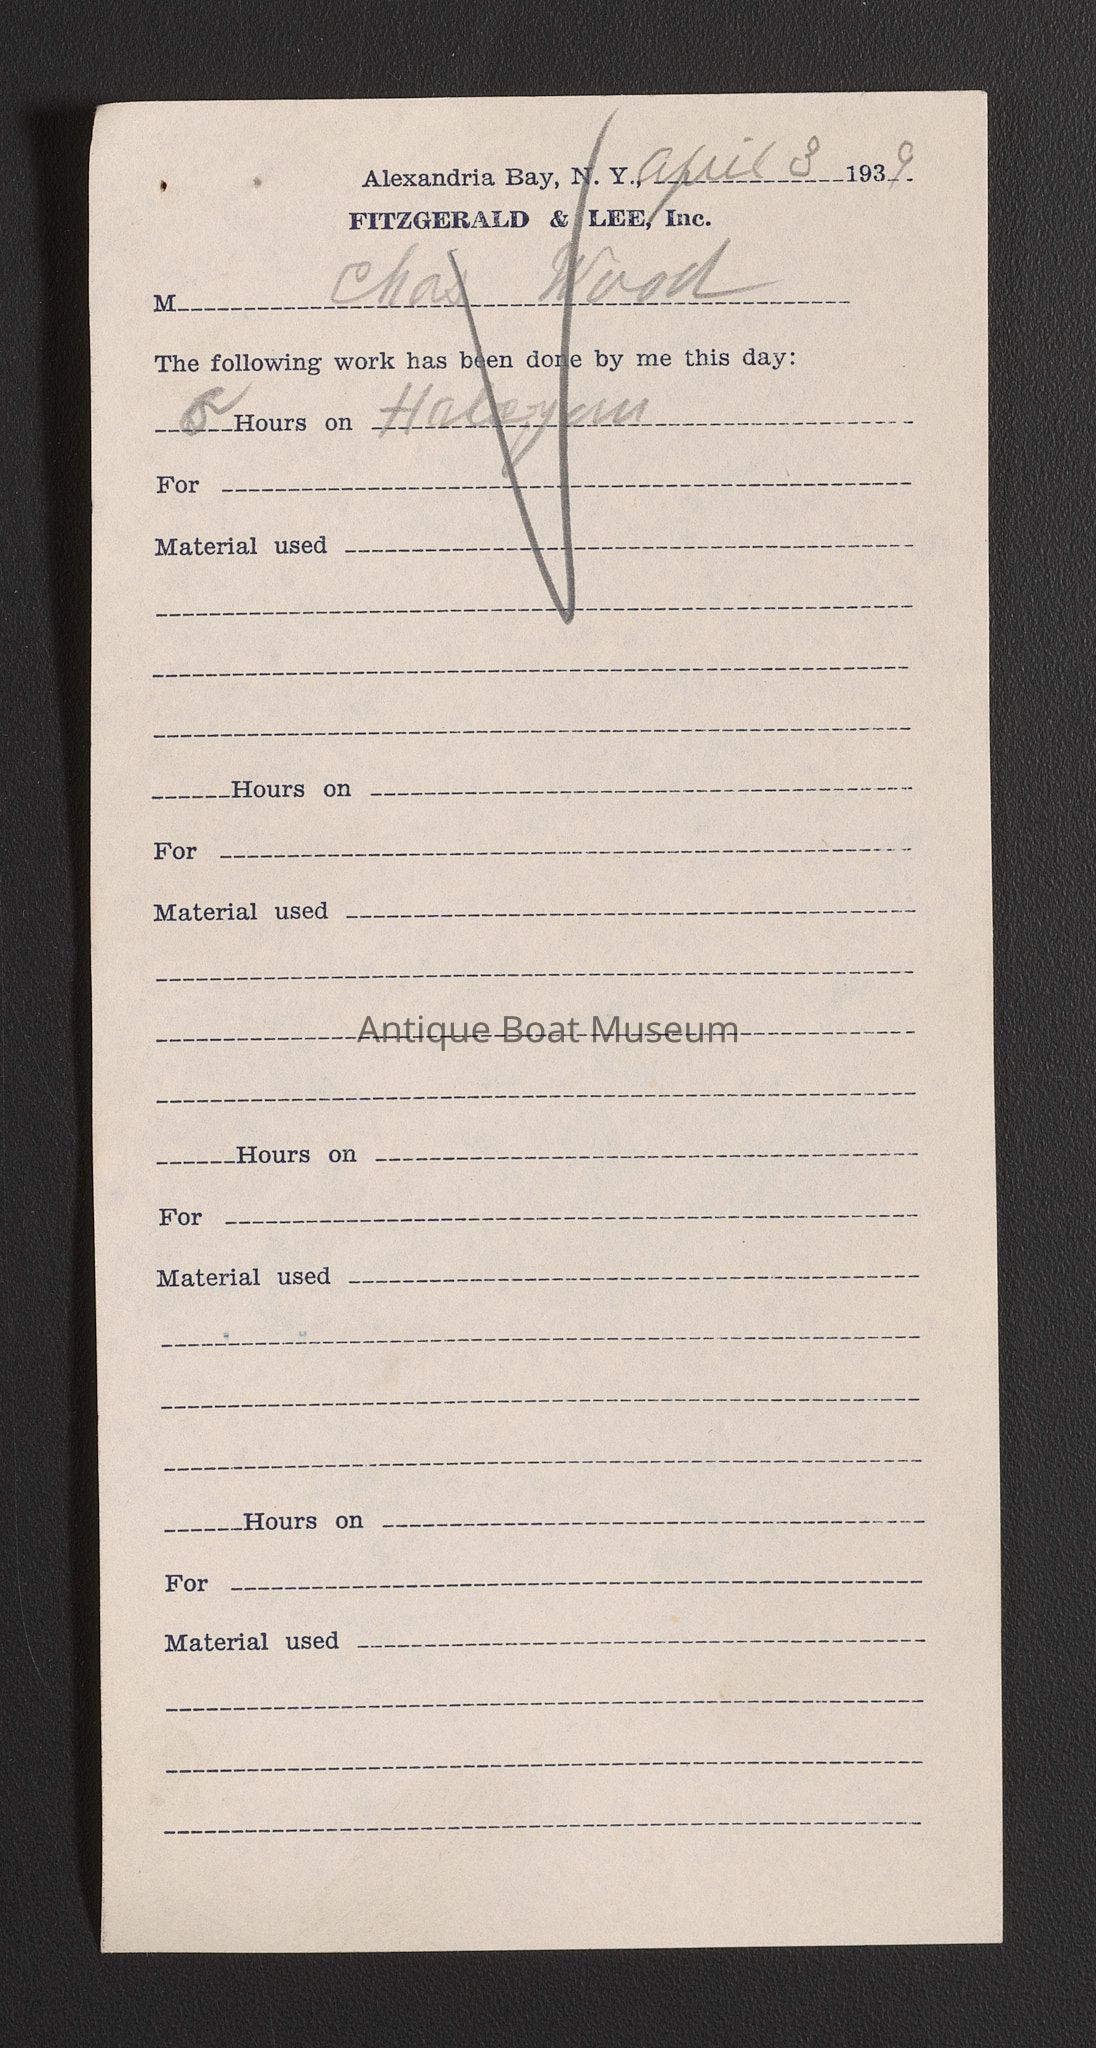 Alexandria Bay, N. Y., April 3 1939
FITZGERALD & LEE, Inc.
M Chas Wood
The following work has been done by me this day:
Hours on Halcyon
For
Material used
Hours on
For
Material used
Antique Boat Museum
Hours on
For
Material used
Hours on
For
Material used